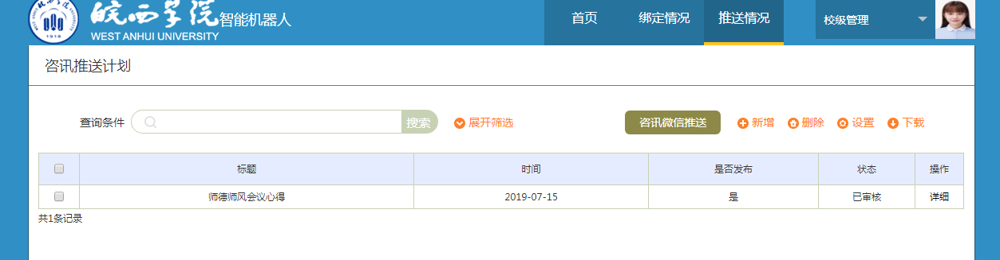 皖西学院 智能机器人 首页 绑定情况 推送情况 校级管理
WEST ANHUI UNIVERSITY
1918
咨讯推送计划
查询条件 搜索 展开筛选 咨讯微信推送 新增 删除 设置 下载
标题 时间 是否发布 状态 操作
师德师风会议心得 2019-07-15 是 已审核 详细
共1条记录